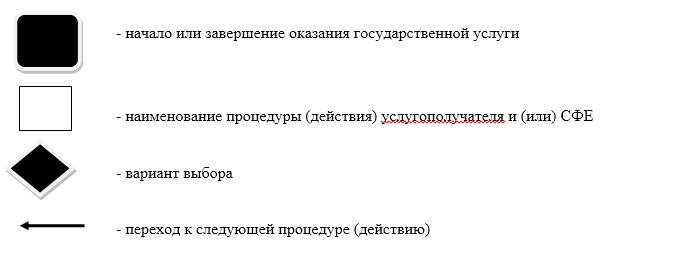 - начало или завершение оказания государственной услуги
- наименование процедуры (действия) услугополучателя и (или) СФЕ
- вариант выбора
- переход к следующей процедуре (действию)